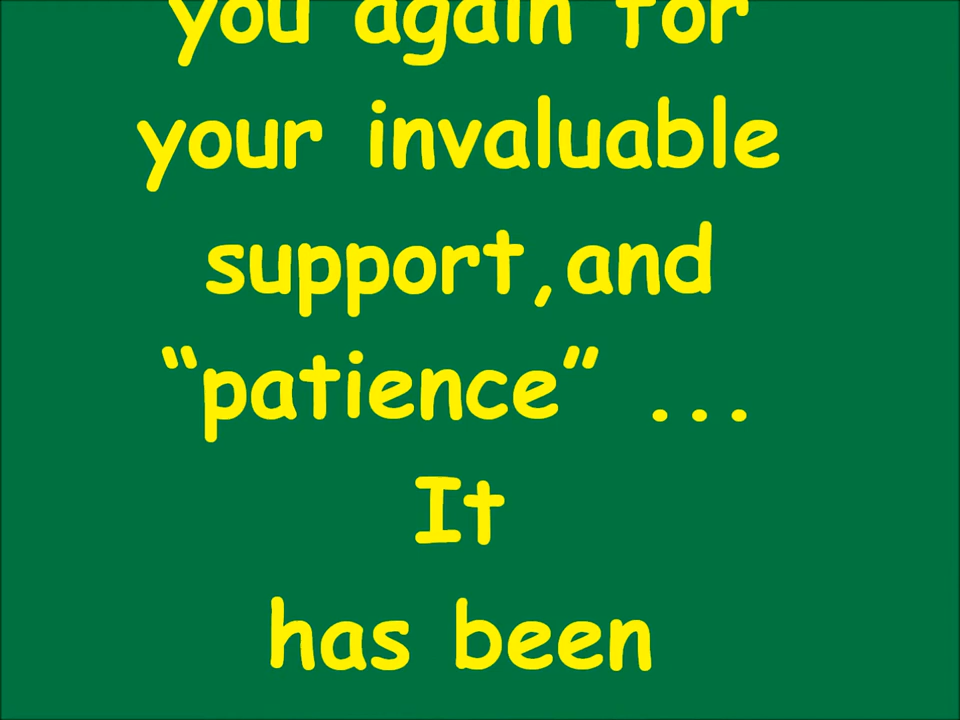 you again for
your invaluable
support,and
“patience” ...
It
has been